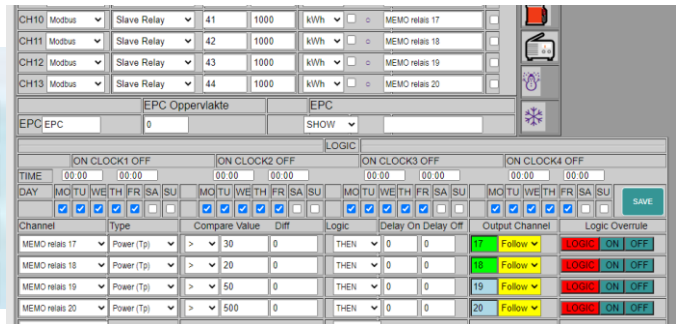 CH10 Modbus Slave Relay 41 1000 kWh MEMO relais 17
CH11 Modbus Slave Relay 42 1000 kWh MEMO relais 18
CH12 Modbus Slave Relay 43 1000 kWh MEMO relais 19
CH13 Modbus Slave Relay 44 1000 kWh MEMO relais 20
EPC Oppervlakte EPC
EPC EPC 0 SHOW
LOGIC
ON CLOCK1 OFF ON CLOCK2 OFF ON CLOCK3 OFF ON CLOCK4 OFF
TIME 00:00 00:00 00:00 00:00 00:00 00:00 00:00 00:00
DAY MO TU WE TH FR SA SU MO TU WE TH FR SA SU MO TU WE TH FR SA SU MO TU WE TH FR SA SU SAVE
Channel Type Compare Value Diff Logic Delay On Delay Off Output Channel Logic Overrule
MEMO relais 17 Power (Tp) > 30 0 THEN 0 0 17 Follow LOGIC ON OFF
MEMO relais 18 Power (Tp) > 20 0 THEN 0 0 18 Follow LOGIC ON OFF
MEMO relais 19 Power (Tp) > 50 0 THEN 0 0 19 Follow LOGIC ON OFF
MEMO relais 20 Power (Tp) > 500 0 THEN 0 0 20 Follow LOGIC ON OFF